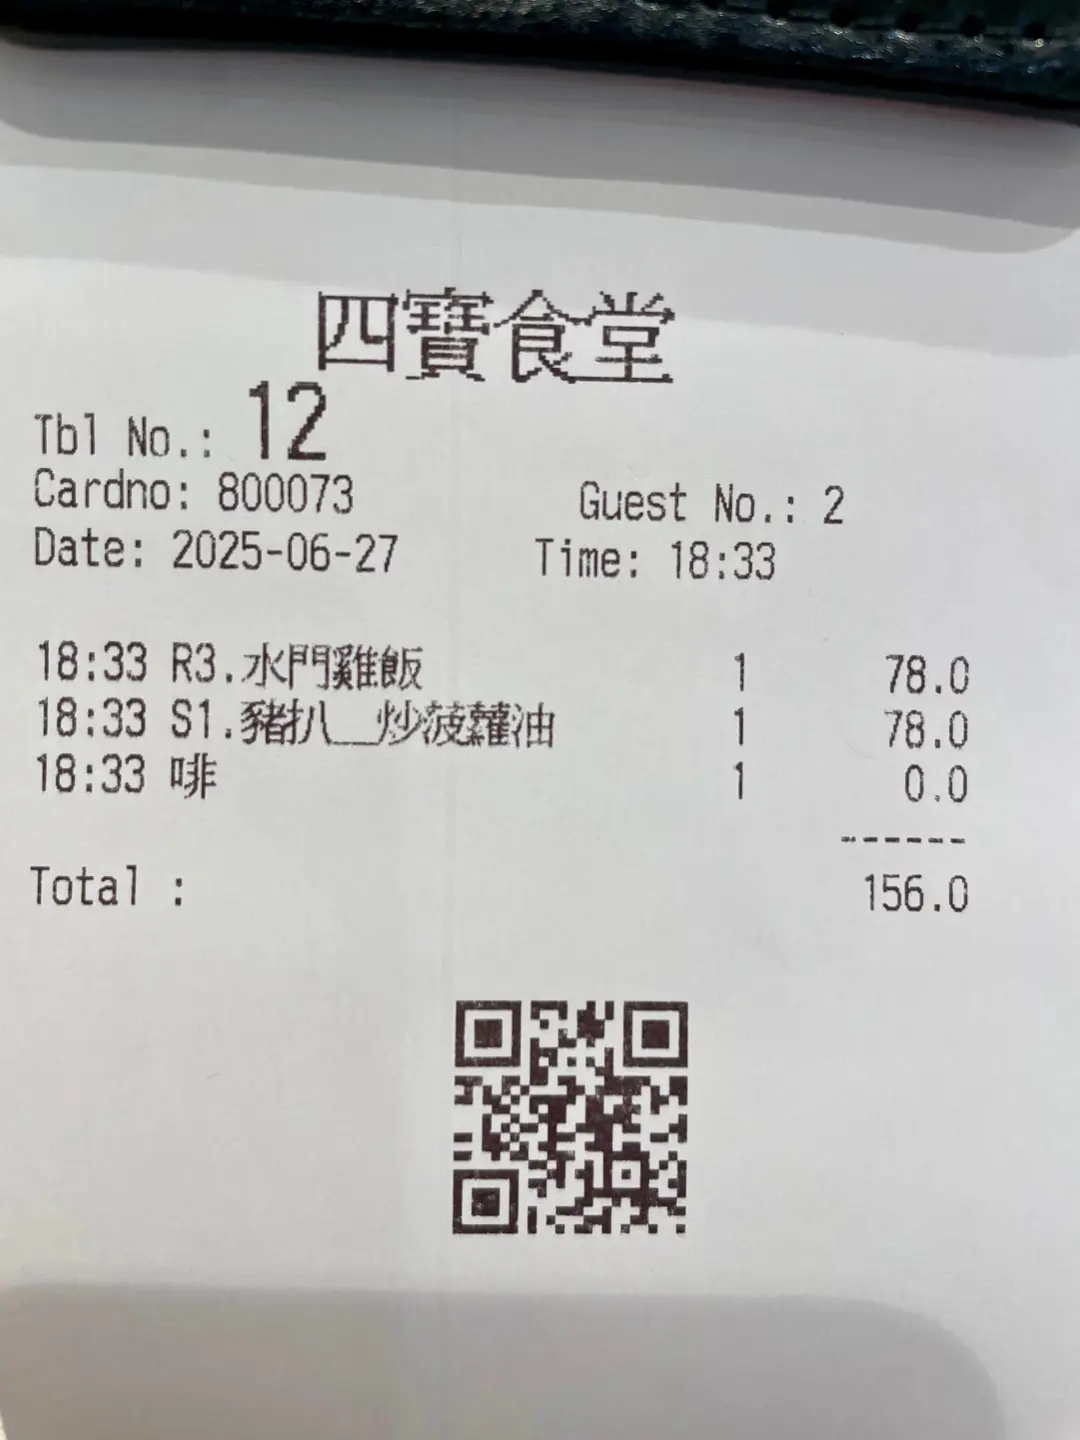 四寶食堂
Tbl No.: 12
Cardno: 800073 Guest No.: 2
Date: 2025-06-27 Time: 18:33
18:33 R3.水門雞飯 1 78.0
18:33 S1.豬扒__炒菠蘿油 1 78.0
18:33 啡 1 0.0
------
Total : 156.0